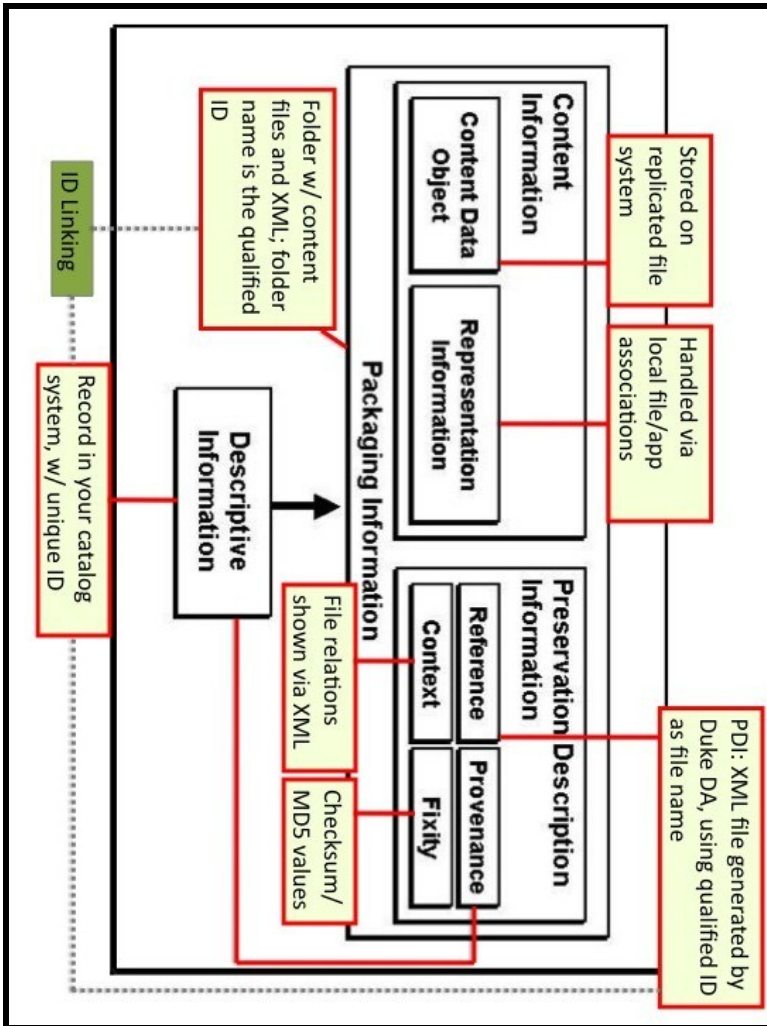 Stored on
replicated file
system
Handled via
local file/app
associations
PDI: XML file generated by
Duke DA, using qualified ID
as file name
Content
Information
Content Data
Object
Representation
Information
Preservation Description
Information
Reference
Provenance
Context
Fixity
Packaging Information
Folder w/ content
files and XML; folder
name is the qualified
ID
File relations
shown via XML
Checksum/
MD5 values
Descriptive
Information
ID Linking
Record in your catalog
system, w/ unique ID